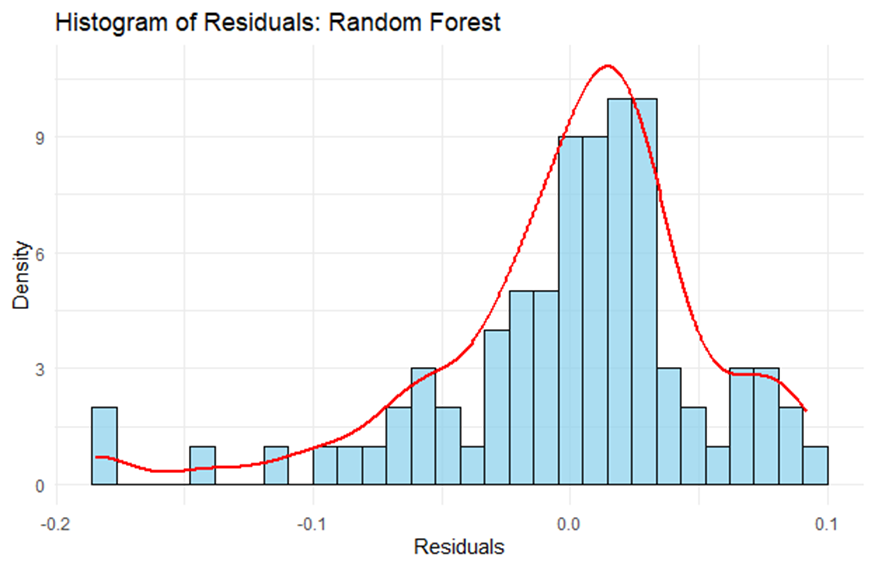 Histogram of Residuals: Random Forest
Density
9
6
3
0
-0.2
-0.1
0.0
0.1
Residuals